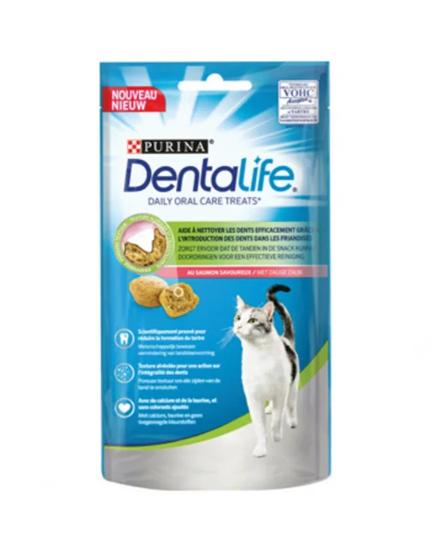 NOUVEAU
NIEUW
VOHC
Accepted
PURINA®
DentaLife®
DAILY ORAL CARE TREATS*
AIDE À NETTOYER LES DENTS EFFICACEMENT GRÂCE À
L'INTRODUCTION DES DENTS DANS LES FRIANDISES
ZORGT ERVOOR DAT DE TANDEN IN DE SNACK KUNNEN
DOORDRINGEN VOOR EEN EFFECTIEVE REINIGING
AU SAUMON SAVOUREUX / MET ZALIGE ZALM
Scientifiquement prouvé pour
réduire la formation du tartre
Wetenschappelijk bewezen
vermindering van tandsteenvorming
Texture alvéolée pour une action sur
l'intégralité des dents
Poreuze textuur om alle zijden van de
tand te omsluiten
Avec du calcium et de la taurine, et
sans colorants ajoutés
Met calcium, taurine en geen
toegevoegde kleurstoffen